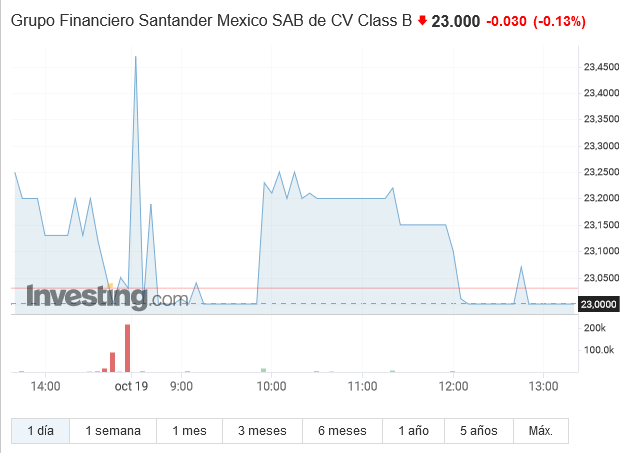 Grupo Financiero Santander Mexico SAB de CV Class B 23.000 -0.030 (-0.13%)
23,4500
23,4000
23,3500
23,3000
23,2500
23,2000
23,1500
23,1000
23,0500
23,0000
Investing.com
200k
100.0k
14:00 oct 19 9:00 10:00 11:00 12:00 13:00
1 día 1 semana 1 mes 3 meses 6 meses 1 año 5 años Máx.